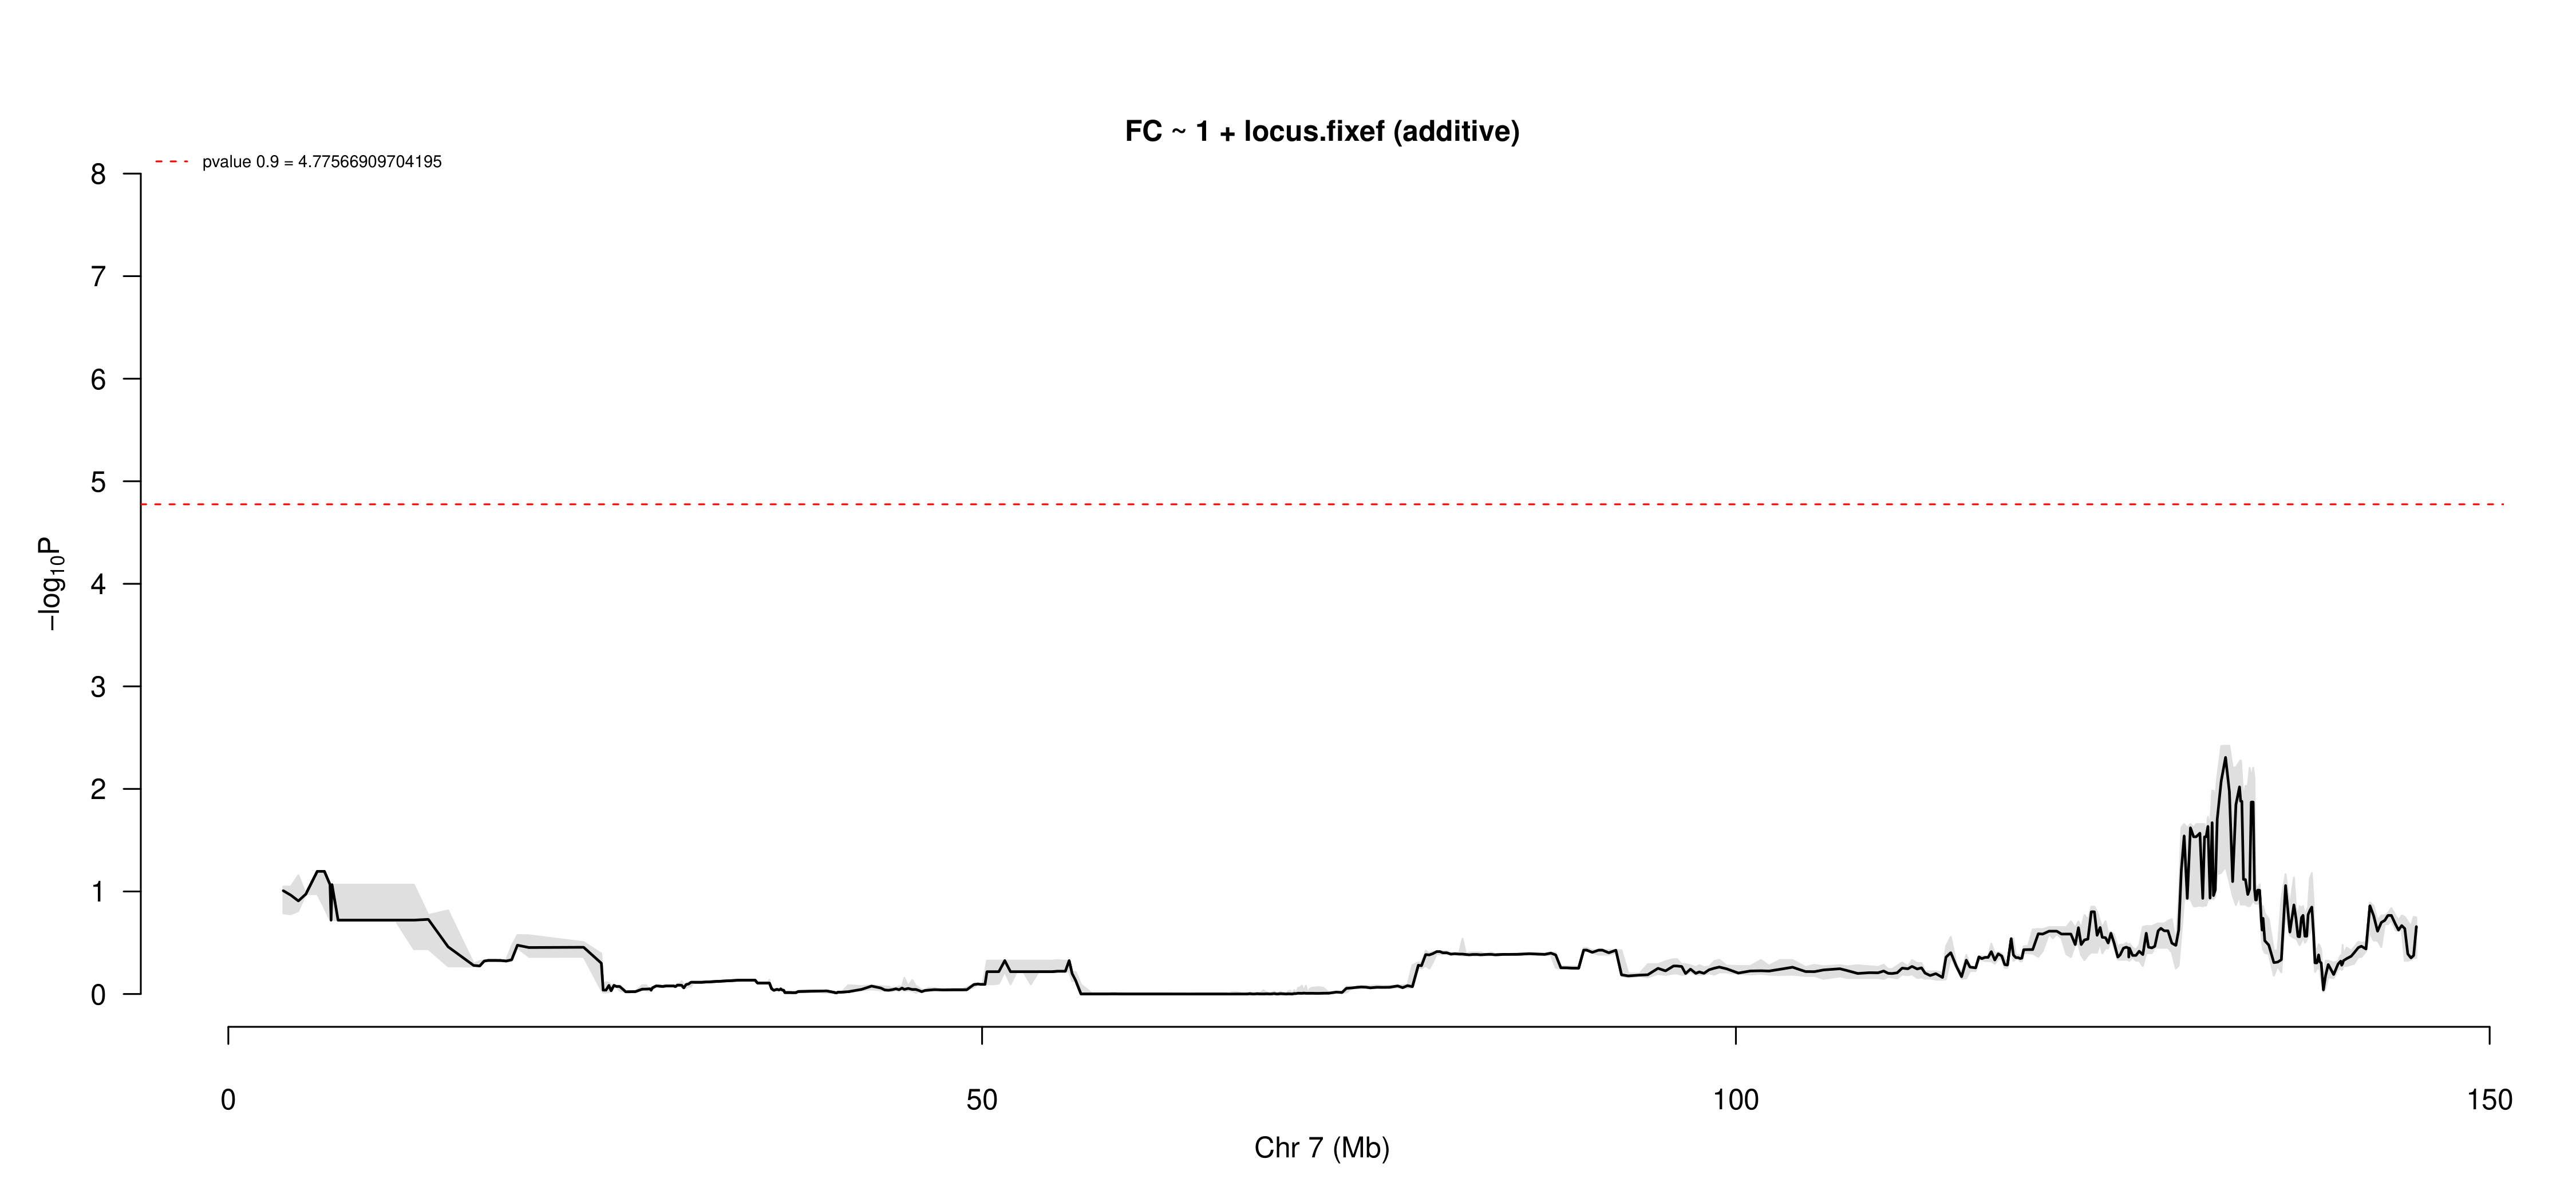 FC ~ 1 + locus.fixef (additive)
pvalue 0.9 = 4.77566909704195
8
7
6
5
4
3
2
1
0
−log10P
0 50 100 150
Chr 7 (Mb)